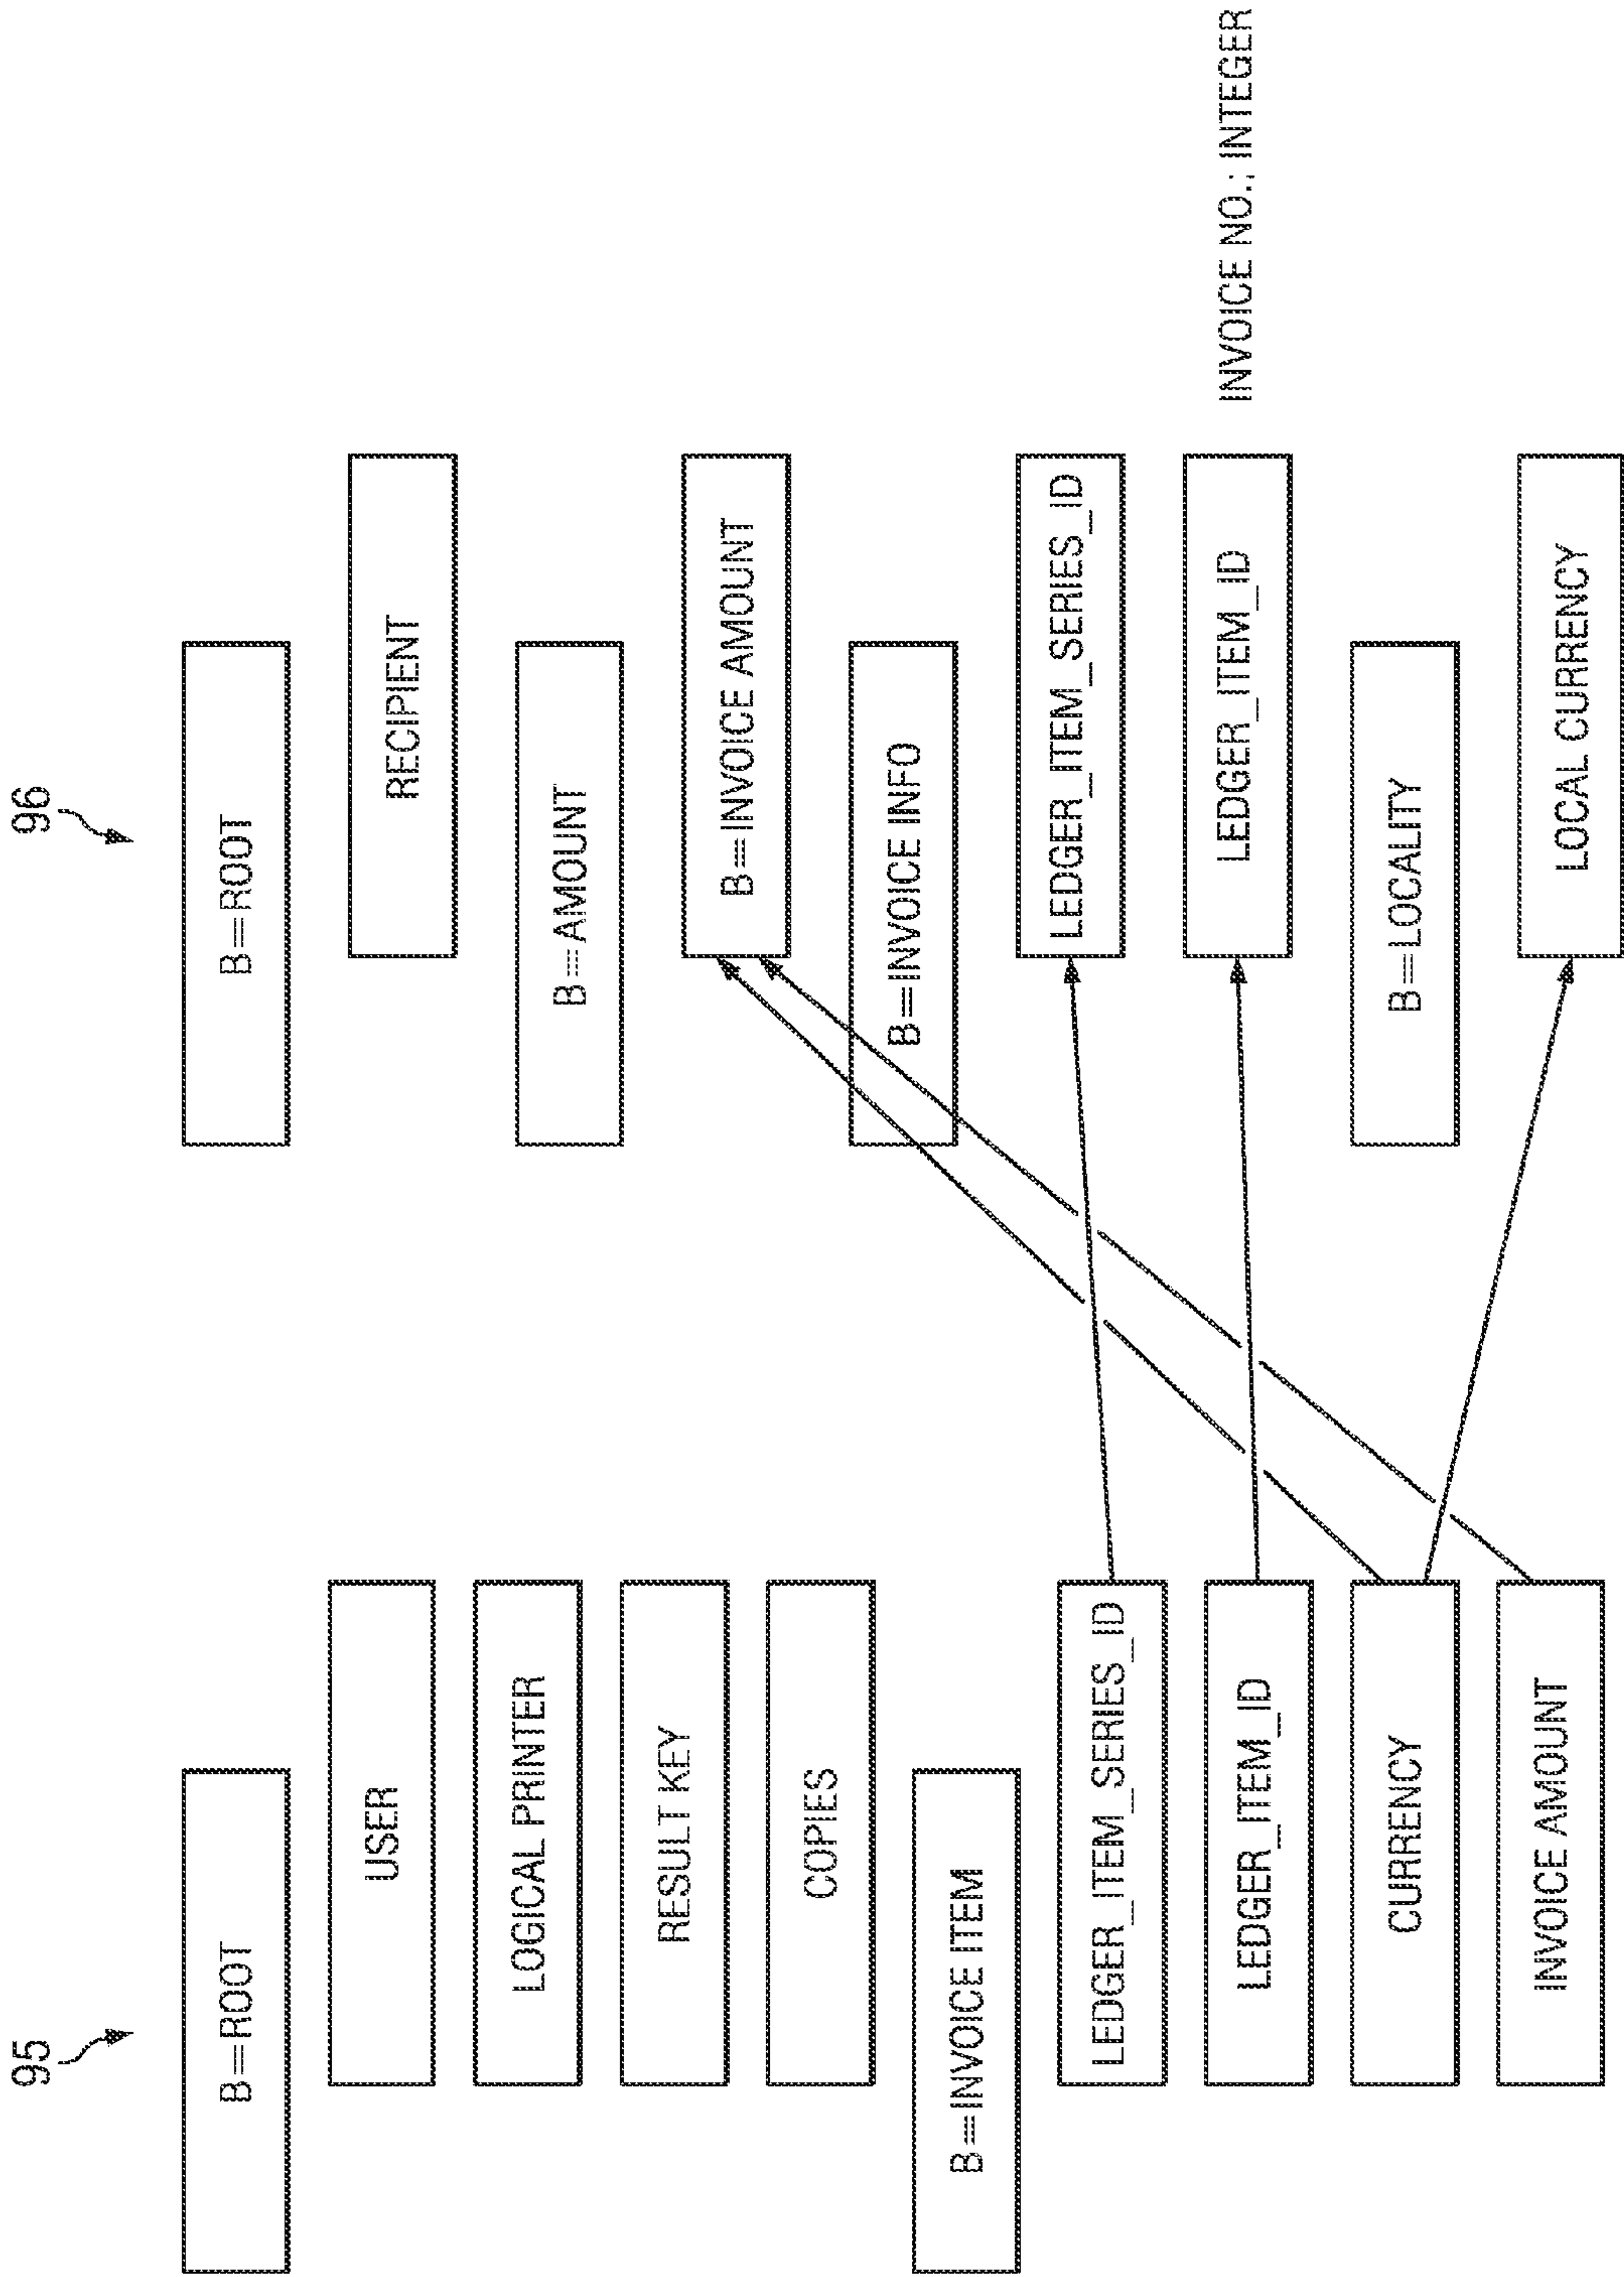 95
B=ROOT
USER
LOGICAL PRINTER
RESULT KEY
COPIES
B=INVOICE ITEM
LEDGER_ITEM_SERIES_ID
LEDGER_ITEM_ID
CURRENCY
INVOICE AMOUNT
96
B=ROOT
RECIPIENT
B=AMOUNT
B=INVOICE AMOUNT
B=INVOICE INFO
LEDGER_ITEM_SERIES_ID
LEDGER_ITEM_ID
INVOICE NO.; INTEGER
B=LOCALITY
LOCAL CURRENCY